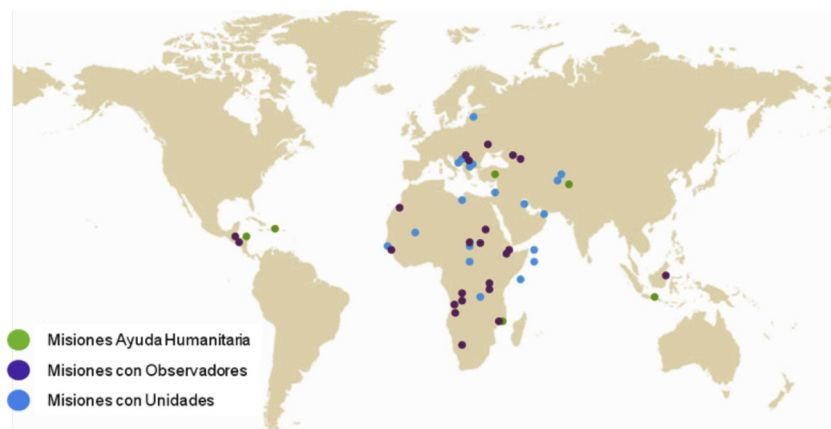 Misiones Ayuda Humanitaria
Misiones con Observadores
Misiones con Unidades